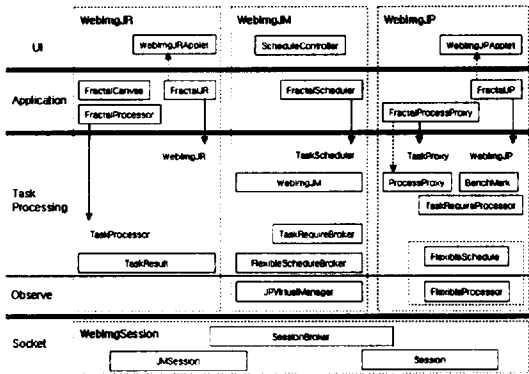 WebImgJR WebImgJM WebImgJP
UI WebImgJRApplet ScheduleController WebImgJPApplet
Application FractalCanvas FractalJR FractalScheduler FractalJP
FractalProcessor FractalProcessProxy
WebImgJR TaskScheduler TaskProxy WebImgJP
WebImgJM ProcessProxy BenchMark
Task
Processing TaskRequireProcessor
TaskProcessor TaskRequireBroker
TaskResult FlexibleScheduleBroker FlexibleSchedule
Observe JPVirtualManager FlexibleProcessor
WebImgSession SessionBroker
Socket
JMSession Session